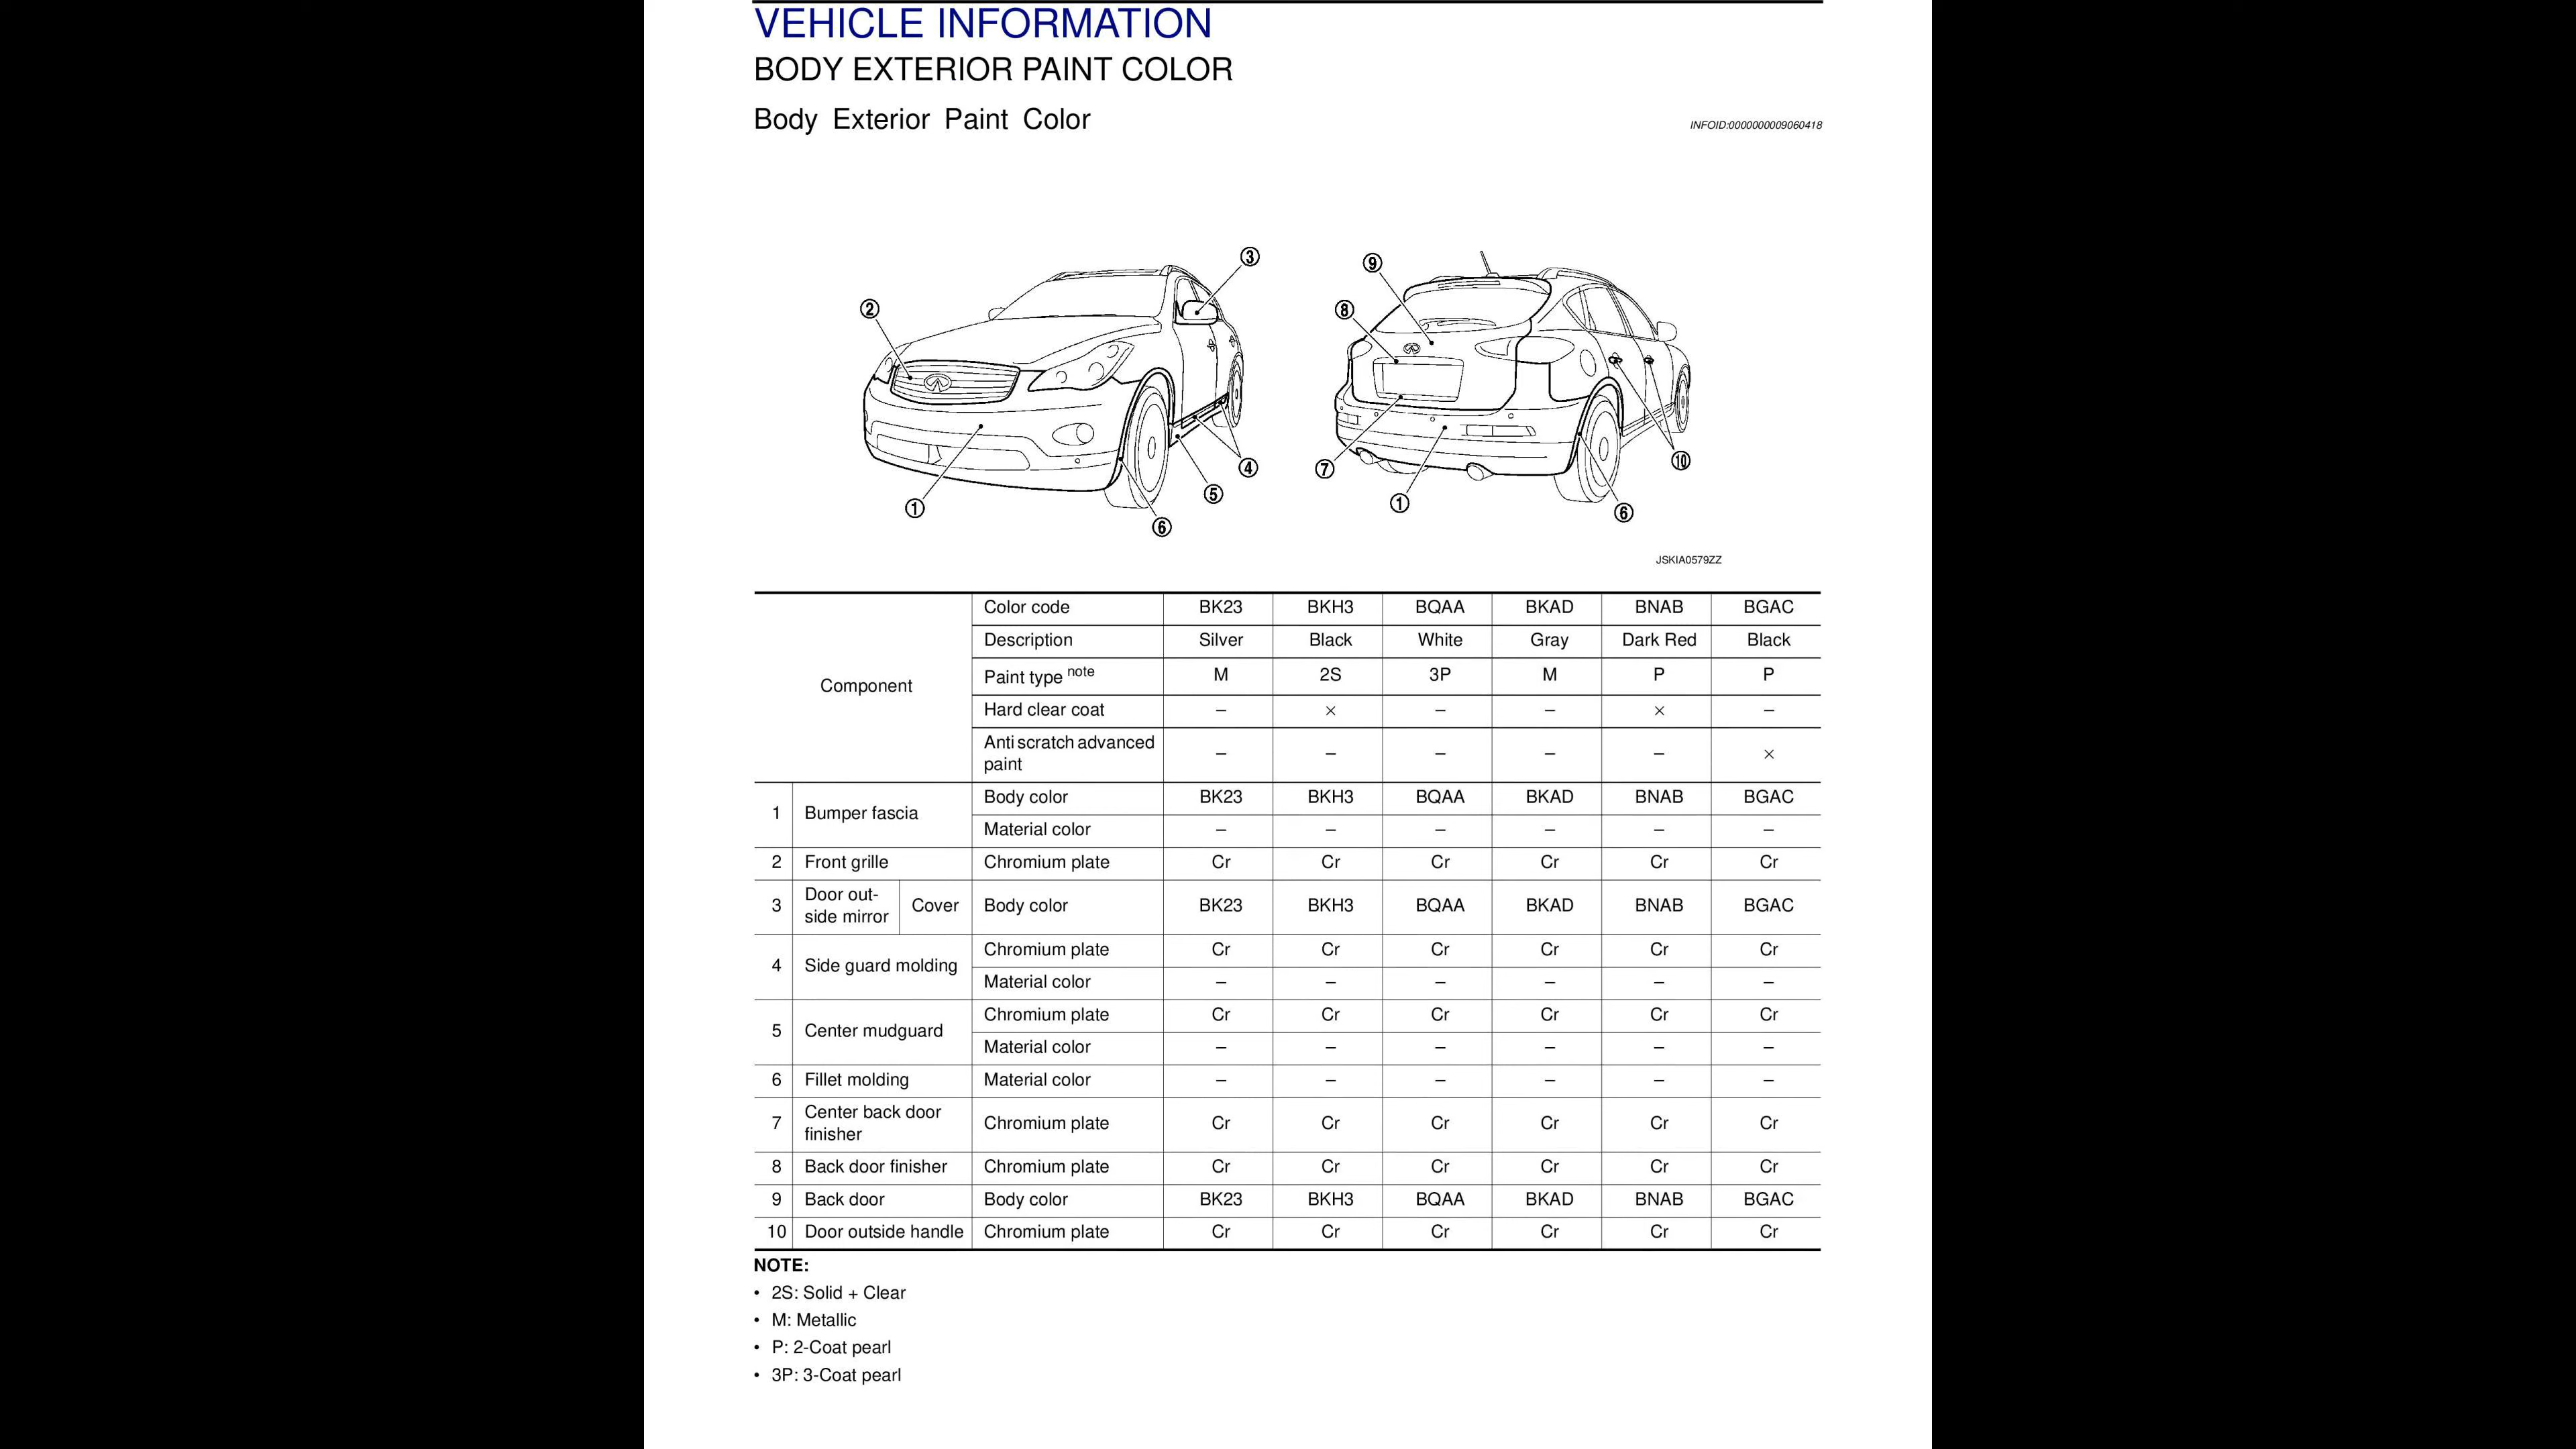 VEHICLE INFORMATION
BODY EXTERIOR PAINT COLOR
Body Exterior Paint Color INFOID:0000000009060418
3
9
2
8
10
4
7
5
1
1
6
6
JSKIA0579ZZ
Component
Color code BK23 BKH3 BQAA BKAD BNAB BGAC
Description Silver Black White Gray Dark Red Black
Paint type note M 2S 3P M P P
Hard clear coat – × – – × –
Anti scratch advanced
paint – – – – – ×
1 Bumper fascia Body color BK23 BKH3 BQAA BKAD BNAB BGAC
Material color – – – – – –
2 Front grille Chromium plate Cr Cr Cr Cr Cr Cr
3 Door out-
side mirror Cover Body color BK23 BKH3 BQAA BKAD BNAB BGAC
4 Side guard molding Chromium plate Cr Cr Cr Cr Cr Cr
Material color – – – – – –
5 Center mudguard Chromium plate Cr Cr Cr Cr Cr Cr
Material color – – – – – –
6 Fillet molding Material color – – – – – –
7 Center back door
finisher Chromium plate Cr Cr Cr Cr Cr Cr
8 Back door finisher Chromium plate Cr Cr Cr Cr Cr Cr
9 Back door Body color BK23 BKH3 BQAA BKAD BNAB BGAC
10 Door outside handle Chromium plate Cr Cr Cr Cr Cr Cr
NOTE:
• 2S: Solid + Clear
• M: Metallic
• P: 2-Coat pearl
• 3P: 3-Coat pearl